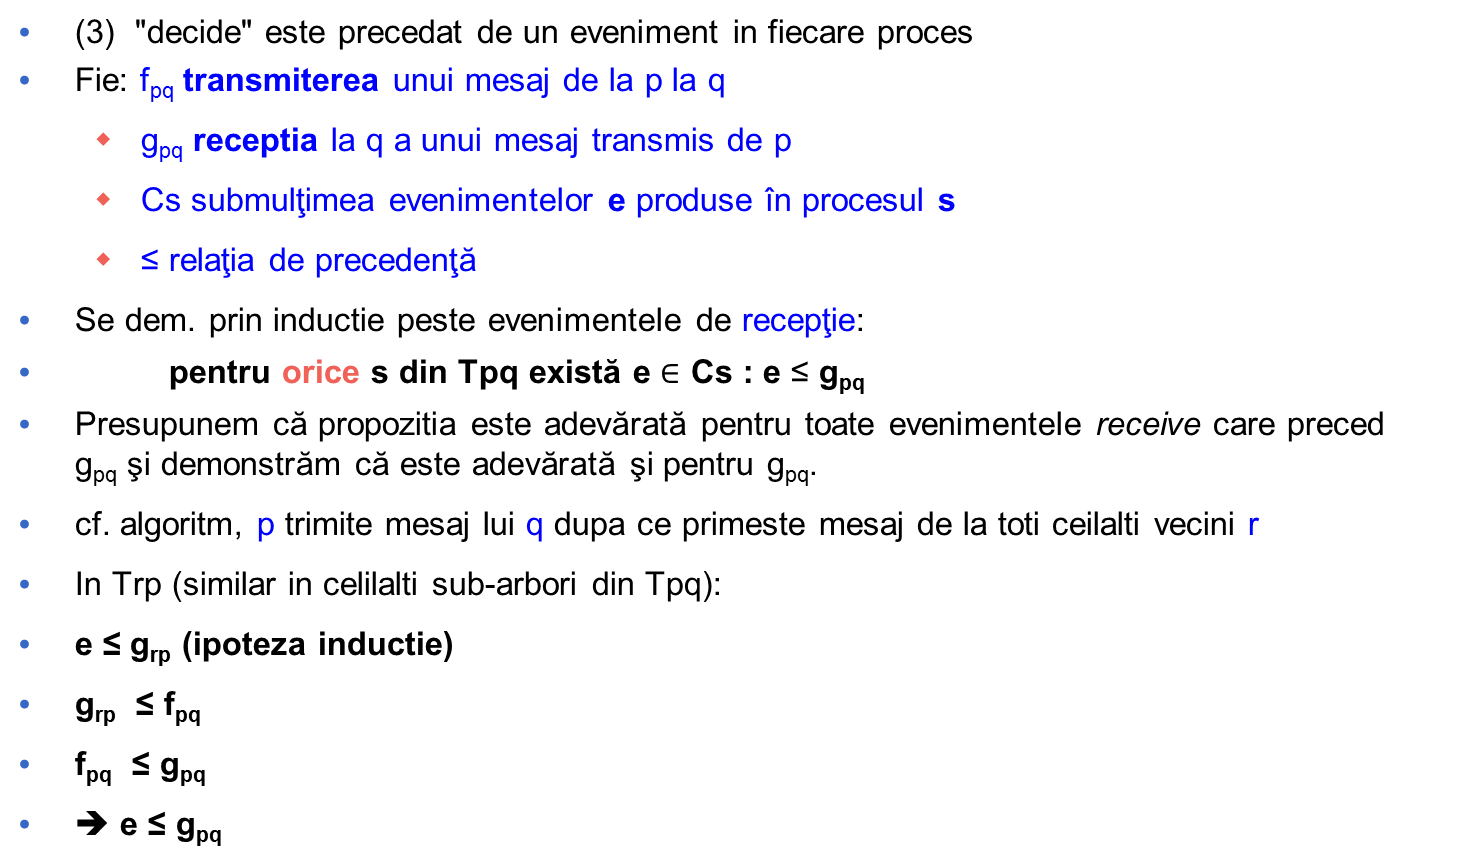 • (3) "decide" este precedat de un eveniment in fiecare proces
• Fie: fpq transmiterea unui mesaj de la p la q
◆ gpq receptia la q a unui mesaj transmis de p
◆ Cs submulţimea evenimentelor e produse în procesul s
◆ ≤ relaţia de precedenţă
• Se dem. prin inductie peste evenimentele de recepţie:
• pentru orice s din Tpq există e ∈ Cs : e ≤ gpq
• Presupunem că propozitia este adevărată pentru toate evenimentele receive care preced
gpq şi demonstrăm că este adevărată şi pentru gpq.
• cf. algoritm, p trimite mesaj lui q dupa ce primeste mesaj de la toti ceilalti vecini r
• In Trp (similar in celilalti sub-arbori din Tpq):
• e ≤ grp (ipoteza inductie)
• grp ≤ fpq
• fpq ≤ gpq
• ➔ e ≤ gpq